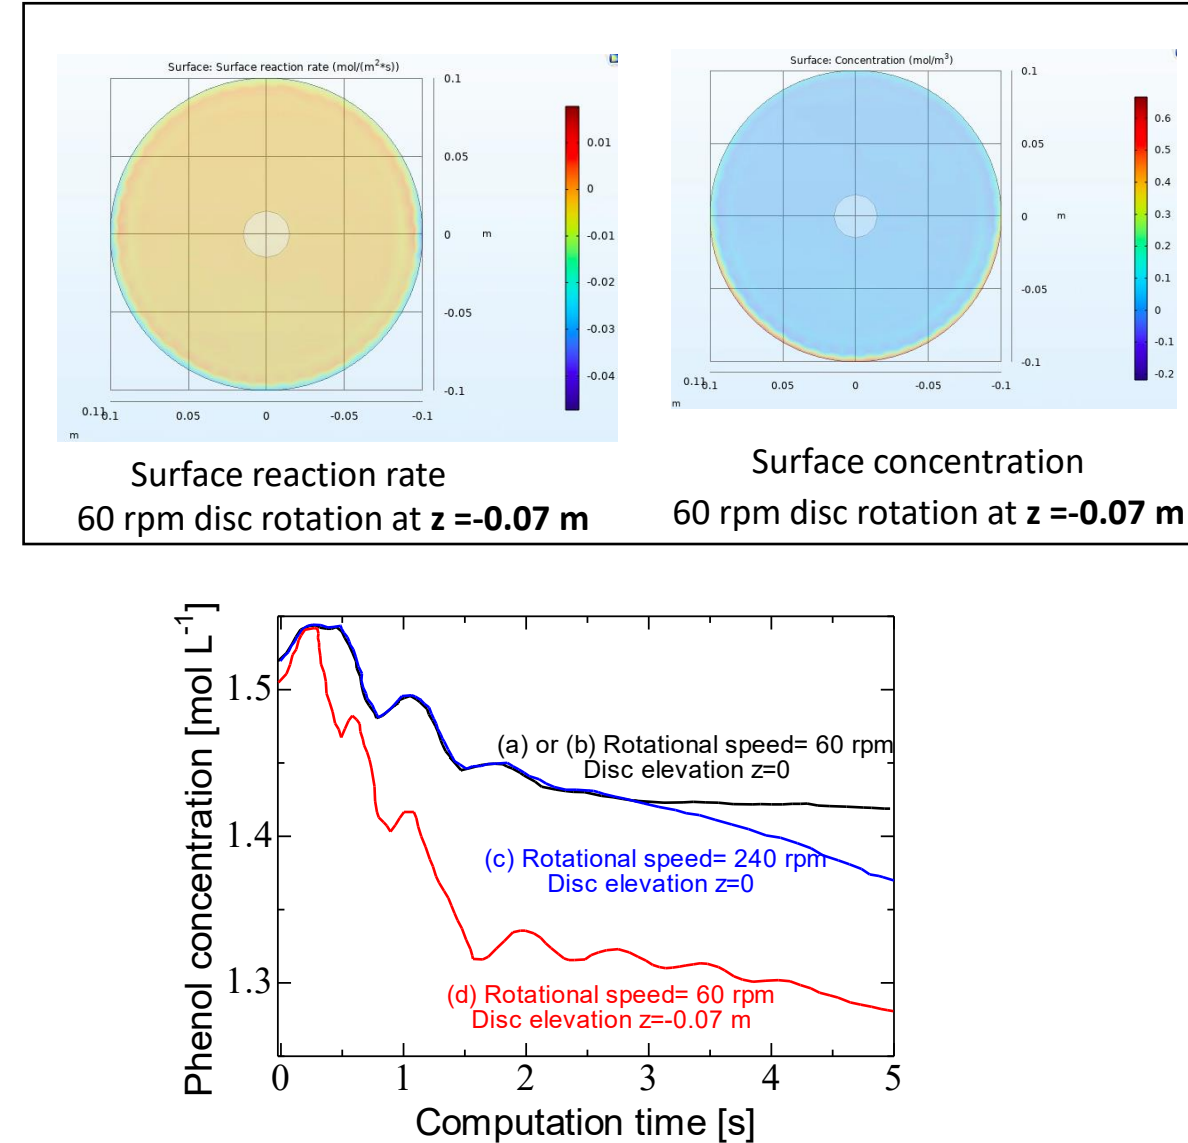 Surface: Surface reaction rate (mol/(m²*s))
0.1
0.05
0
m
-0.05
-0.1
0.11
0.1
0.05
0
-0.05
-0.1
m
0.01
0
-0.01
-0.02
-0.03
-0.04
Surface: Concentration (mol/m³)
0.1
0.05
0
m
-0.05
-0.1
0.11
0.1
0.05
0
-0.05
-0.1
m
0.6
0.5
0.4
0.3
0.2
0.1
0
-0.1
-0.2
Surface reaction rate
60 rpm disc rotation at z =-0.07 m
Surface concentration
60 rpm disc rotation at z =-0.07 m
Phenol concentration [mol L⁻¹]
1.5
1.4
1.3
(a) or (b) Rotational speed= 60 rpm
Disc elevation z=0
(c) Rotational speed= 240 rpm
Disc elevation z=0
(d) Rotational speed= 60 rpm
Disc elevation z=-0.07 m
0 1 2 3 4 5
Computation time [s]